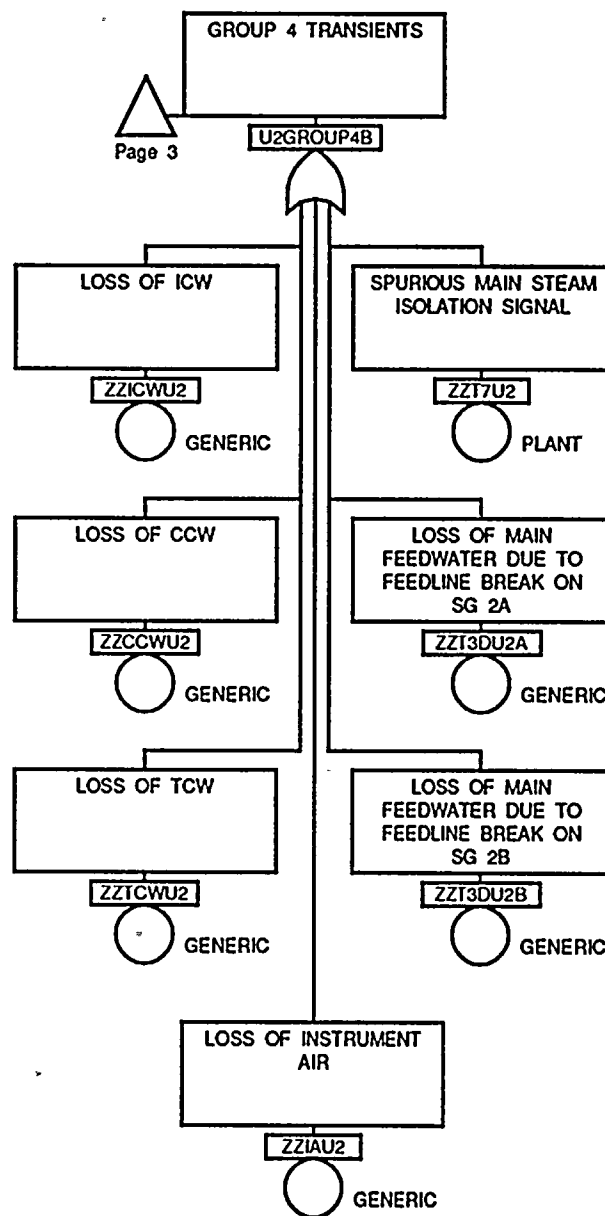 GROUP 4 TRANSIENTS
Page 3
U2GROUP4B
LOSS OF ICW
ZZICWU2
GENERIC
SPURIOUS MAIN STEAM
ISOLATION SIGNAL
ZZT7U2
PLANT
LOSS OF CCW
ZZCCWU2
GENERIC
LOSS OF MAIN
FEEDWATER DUE TO
FEEDLINE BREAK ON
SG 2A
ZZT3DU2A
GENERIC
LOSS OF TCW
ZZTCWU2
GENERIC
LOSS OF MAIN
FEEDWATER DUE TO
FEEDLINE BREAK ON
SG 2B
ZZT3DU2B
GENERIC
LOSS OF INSTRUMENT
AIR
ZZIAU2
GENERIC